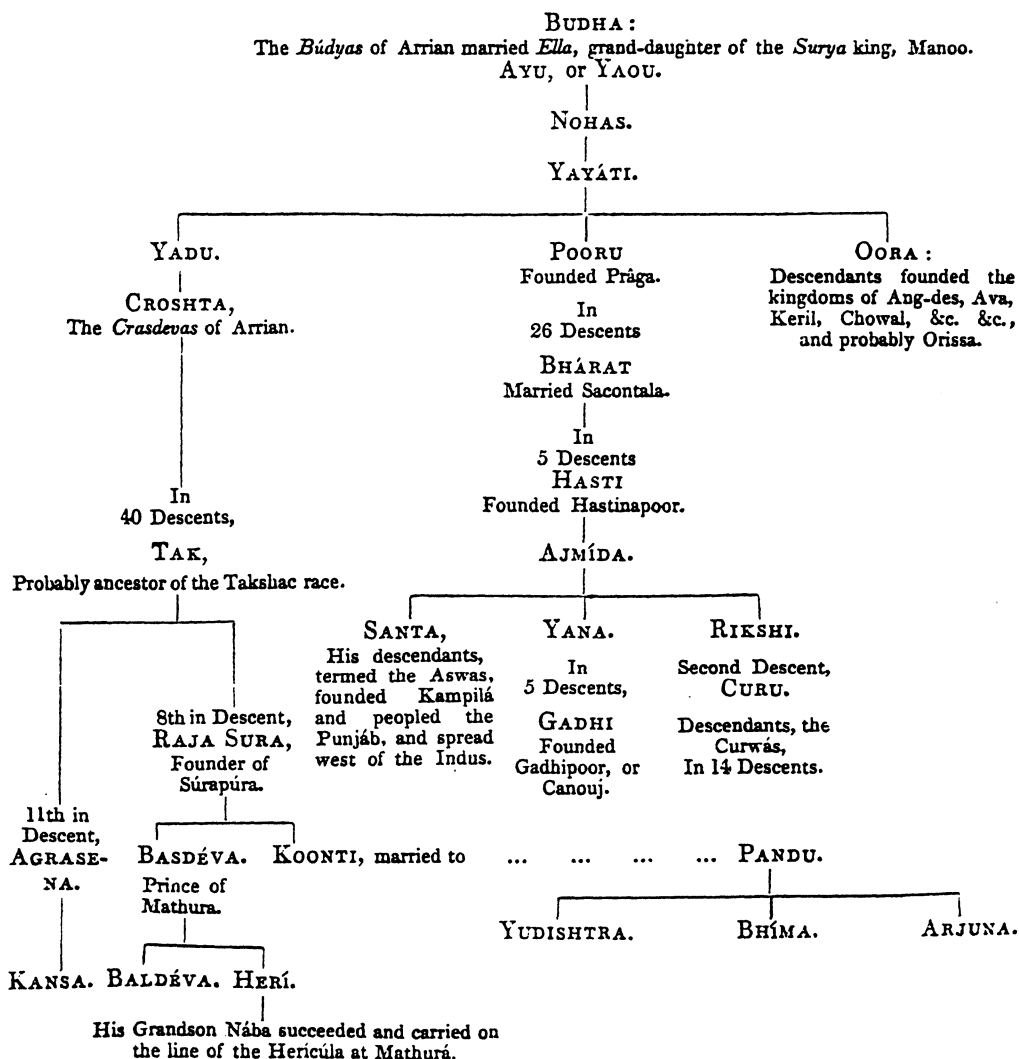 BUDHA :
The Búdyas of Arrian married Ella, grand-daughter of the Surya king, Manoo.
AYU, OR YAOU.
NOHAS.
YAYÁTI.
YADU.
CROSHTA,
The Crasdevas of Arrian.
In
40 Descents,
TAK,
Probably ancestor of the Takshac race.
POORU
Founded Prâga.
In
26 Descents
BHÁRAT
Married Sacontala.
In
5 Descents
HASTI
Founded Hastinapoor.
AJMÍDA.
OORA :
Descendants founded the
kingdoms of Ang-des, Ava,
Keril, Chowal, &c. &c.,
and probably Orissa.
SANTA,
His descendants,
termed the Aswas,
founded Kampilá
and peopled the
Punjáb, and spread
west of the Indus.
YANA.
In
5 Descents,
GADHI
Founded
Gadhipoor, or
Canouj.
RIKSHI.
Second Descent,
CURU.
Descendants, the
Curwás,
In 14 Descents.
8th in Descent,
RAJA SURA,
Founder of
Súrapúra.
11th in
Descent,
AGRASE-
NA.
BASDÉVA.
Prince of
Mathura.
KOONTI, married to ... ... ... ... PANDU.
YUDISHTRA. BHÍMA. ARJUNA.
KANSA. BALDÉVA. HERÍ.
His Grandson Nába succeeded and carried on
the line of the Herícúla at Mathurá.